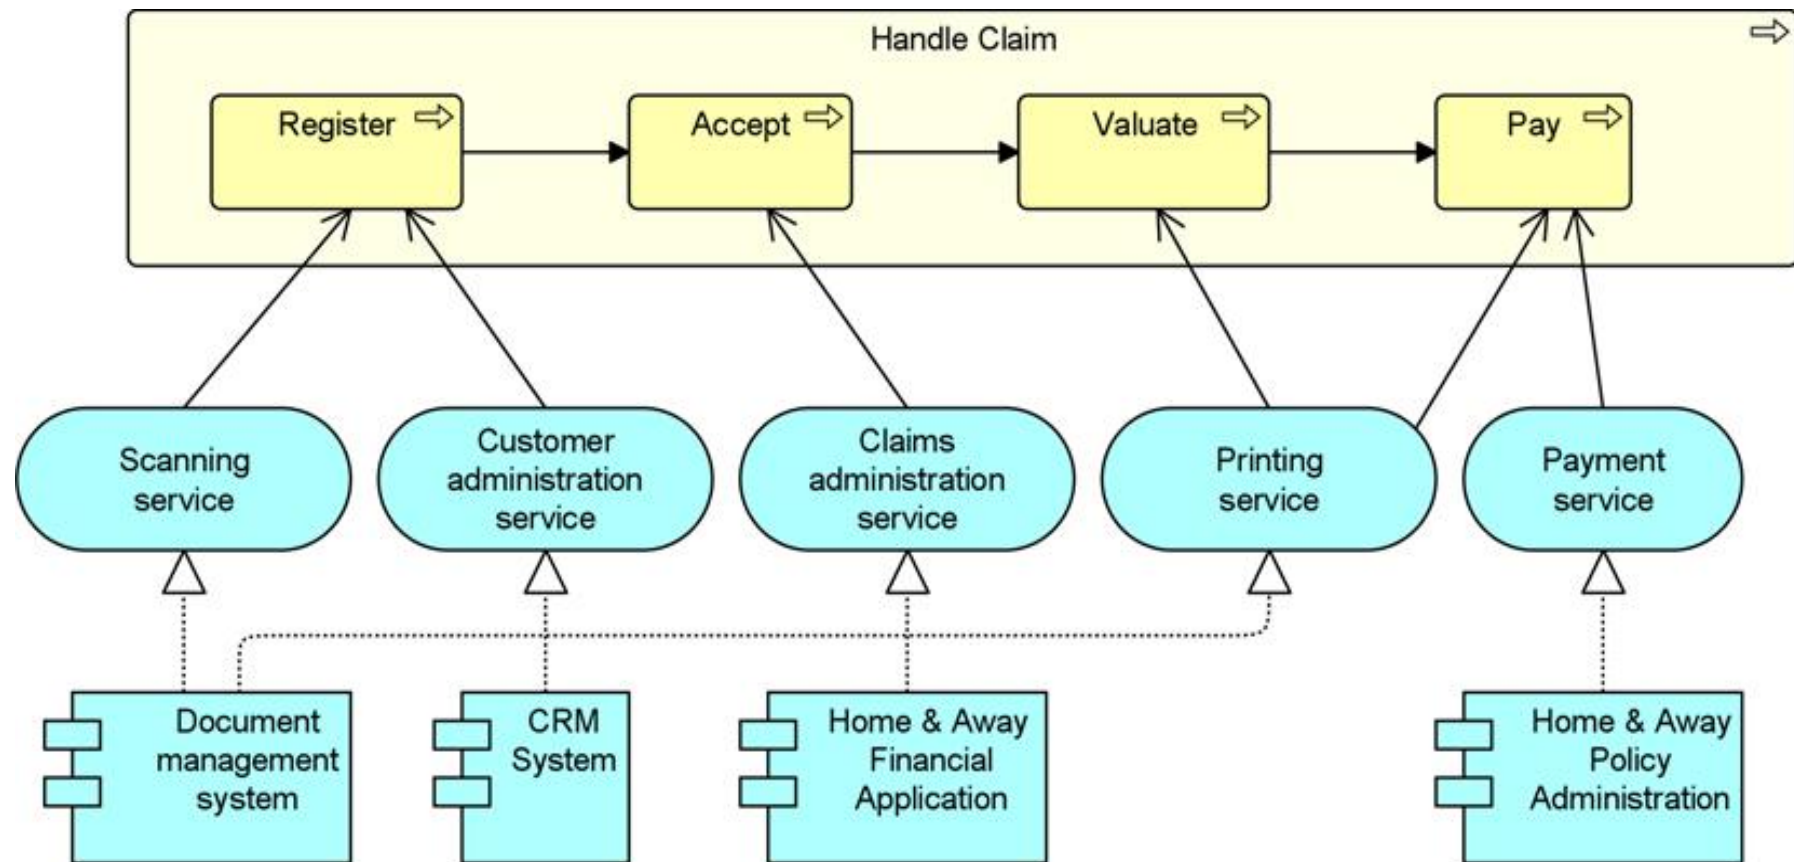 Handle Claim
Register
Accept
Valuate
Pay
Scanning
service
Customer
administration
service
Claims
administration
service
Printing
service
Payment
service
Document
management
system
CRM
System
Home & Away
Financial
Application
Home & Away
Policy
Administration